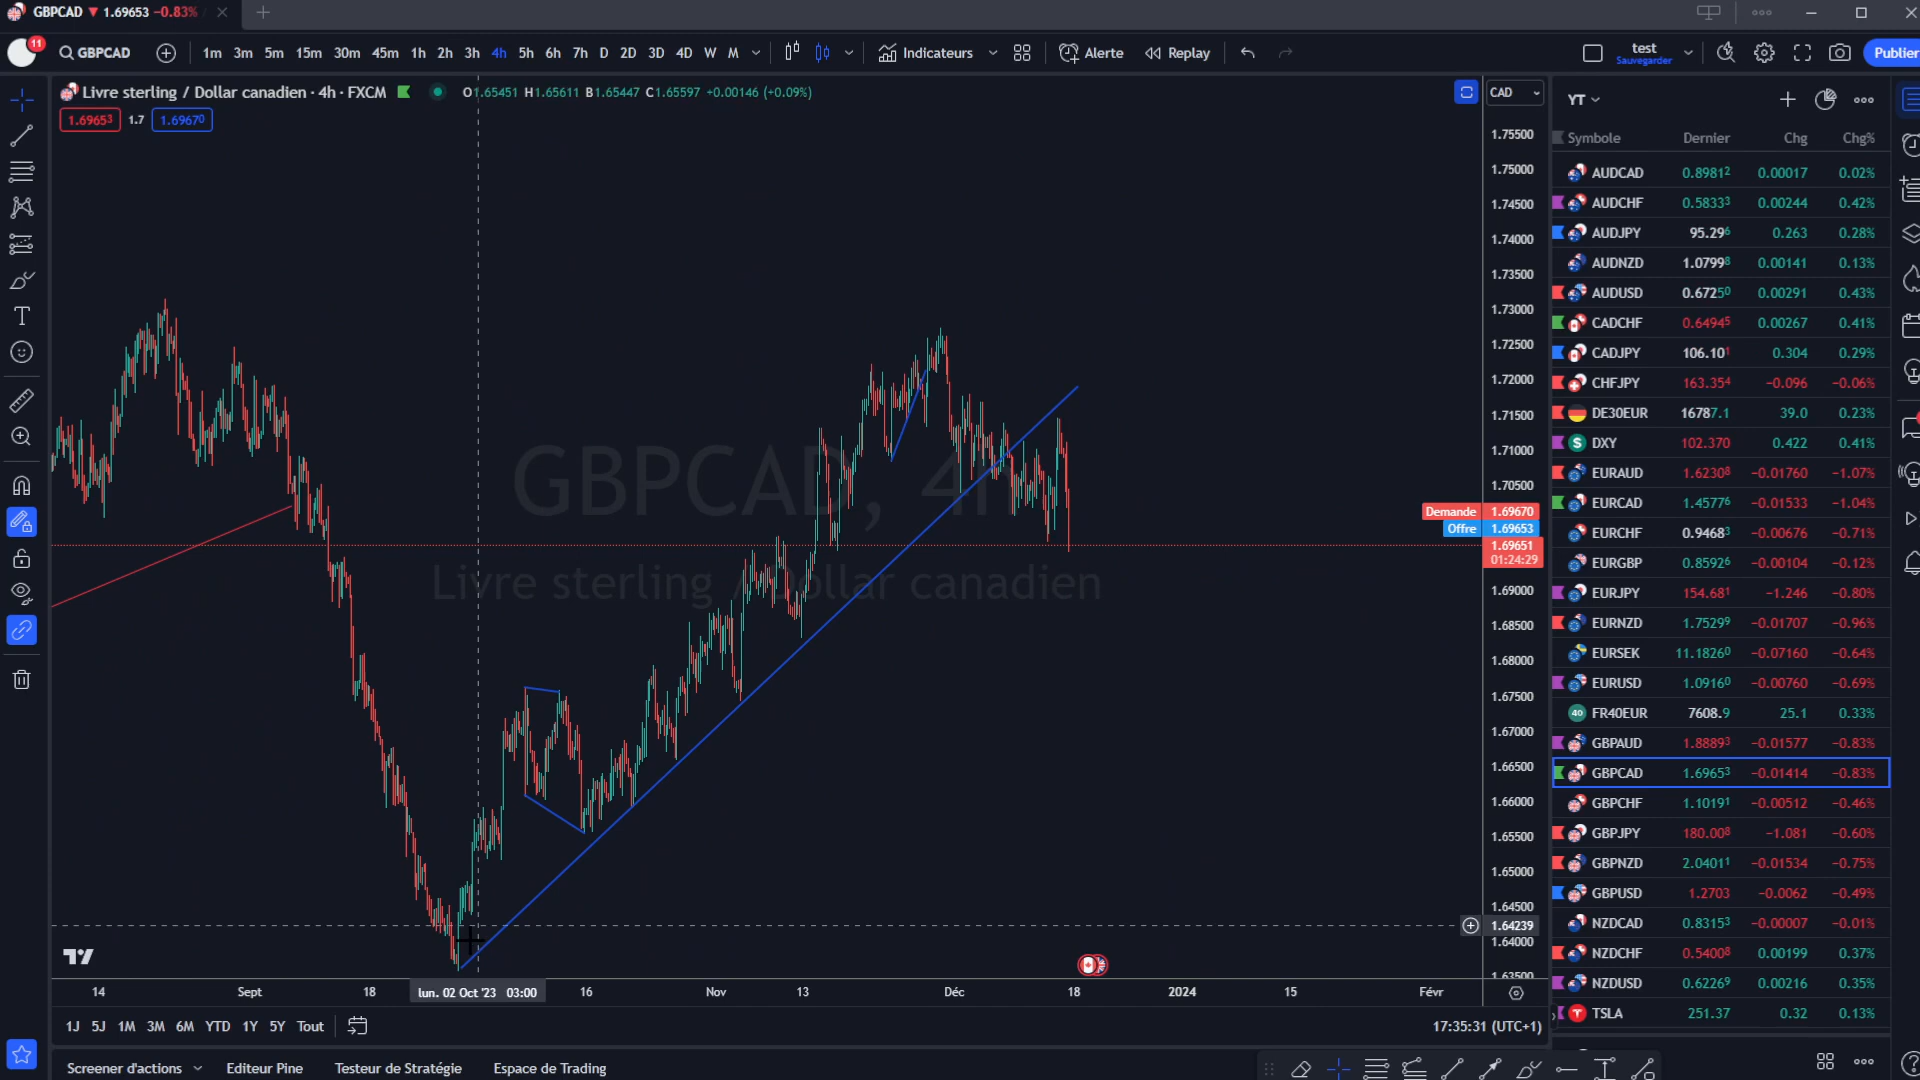 GBPCAD ▼ 1.69653 −0.83%
11
GBPCAD
1m 3m 5m 15m 30m 45m 1h 2h 3h 4h 5h 6h 7h D 2D 3D 4D W M
Indicateurs
Alerte
Replay
test
Sauvegarder
Publier
Livre sterling / Dollar canadien · 4h · FXCM
O1.65451 H1.65611 B1.65447 C1.65597 +0.00146 (+0.09%)
1.69653 1.7 1.69670
CAD
GBPCAD, 4h
Livre sterling / Dollar canadien
1.75500
1.75000
1.74500
1.74000
1.73500
1.73000
1.72500
1.72000
1.71500
1.71000
1.70500
Demande 1.69670
Offre 1.69653
1.69651
01:24:29
1.69000
1.68500
1.68000
1.67500
1.67000
1.66500
1.66000
1.65500
1.65000
1.64500
1.64239
1.64000
1.63500
14 Sept 18 lun. 02 Oct '23 03:00 16 Nov 13 Déc 18 2024 15 Févr
1J 5J 1M 3M 6M YTD 1Y 5Y Tout
17:35:31 (UTC+1)
Screener d'actions Editeur Pine Testeur de Stratégie Espace de Trading
YT
Symbole Dernier Chg Chg%
AUDCAD 0.89812 0.00017 0.02%
AUDCHF 0.58333 0.00244 0.42%
AUDJPY 95.296 0.263 0.28%
AUDNZD 1.07998 0.00141 0.13%
AUDUSD 0.67250 0.00291 0.43%
CADCHF 0.64945 0.00267 0.41%
CADJPY 106.101 0.304 0.29%
CHFJPY 163.354 −0.096 −0.06%
DE30EUR 16787.1 39.0 0.23%
DXY 102.370 0.422 0.41%
EURAUD 1.62308 −0.01760 −1.07%
EURCAD 1.45776 −0.01533 −1.04%
EURCHF 0.94683 −0.00676 −0.71%
EURGBP 0.85926 −0.00104 −0.12%
EURJPY 154.681 −1.246 −0.80%
EURNZD 1.75299 −0.01707 −0.96%
EURSEK 11.18260 −0.07160 −0.64%
EURUSD 1.09160 −0.00760 −0.69%
40 FR40EUR 7608.9 25.1 0.33%
GBPAUD 1.88893 −0.01577 −0.83%
GBPCAD 1.69653 −0.01414 −0.83%
GBPCHF 1.10191 −0.00512 −0.46%
GBPJPY 180.008 −1.081 −0.60%
GBPNZD 2.04011 −0.01534 −0.75%
GBPUSD 1.2703 −0.0062 −0.49%
NZDCAD 0.83153 −0.00007 −0.01%
NZDCHF 0.54008 0.00199 0.37%
NZDUSD 0.62269 0.00216 0.35%
TSLA 251.37 0.32 0.13%